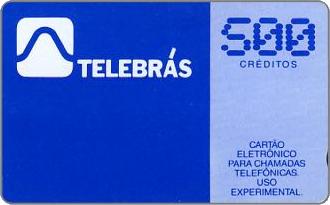 TELEBRÁS
500
CRÉDITOS
CARTÃO
ELETRÔNICO
PARA CHAMADAS
TELEFÔNICAS.
USO
EXPERIMENTAL.